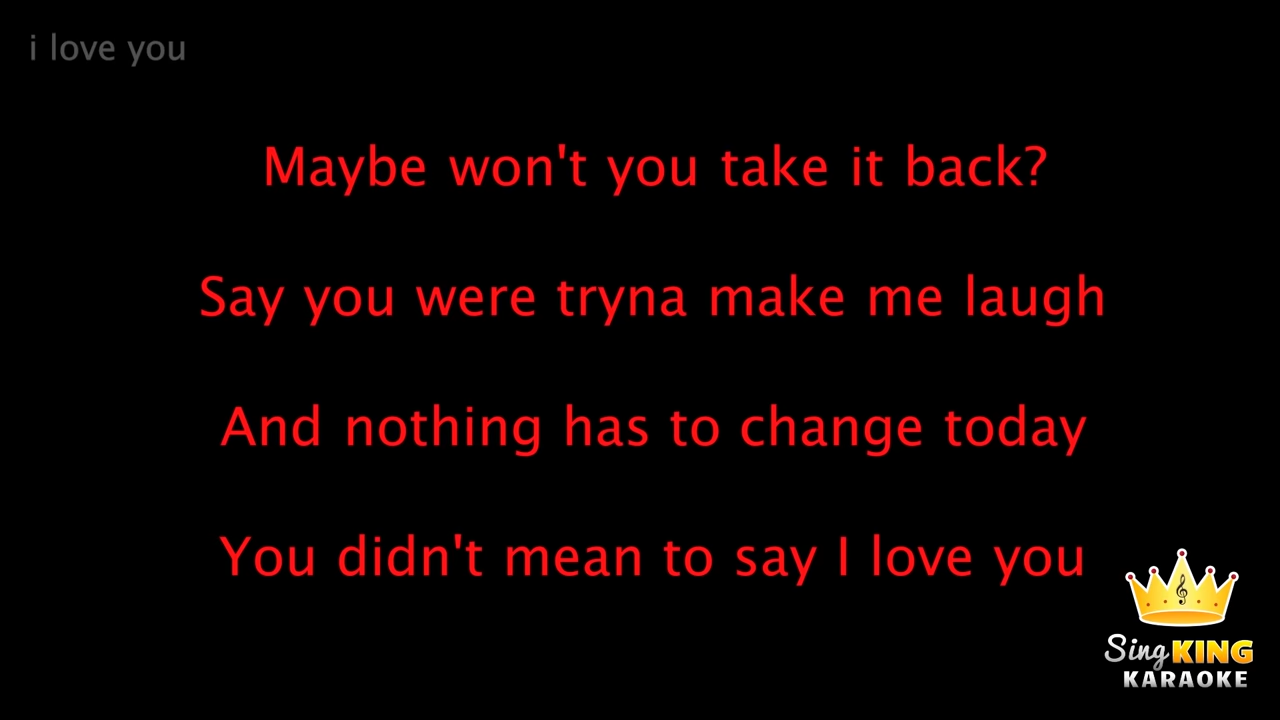 i love you
Maybe won't you take it back?
Say you were tryna make me laugh
And nothing has to change today
You didn't mean to say I love you
Sing KING
KARAOKE